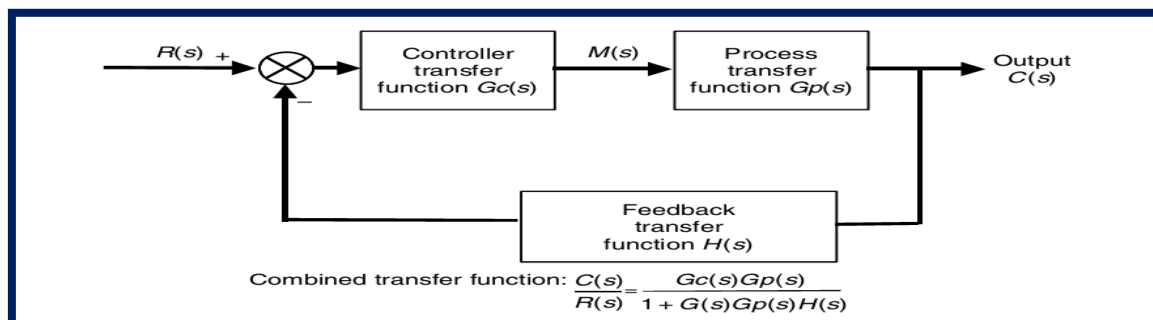 R(s) +
Controller
transfer
function Gc(s)
M(s)
Process
transfer
function Gp(s)
Output
C(s)
–
Feedback
transfer
function H(s)
Combined transfer function: C(s)/R(s) = Gc(s)Gp(s)/1 + G(s)Gp(s)H(s)